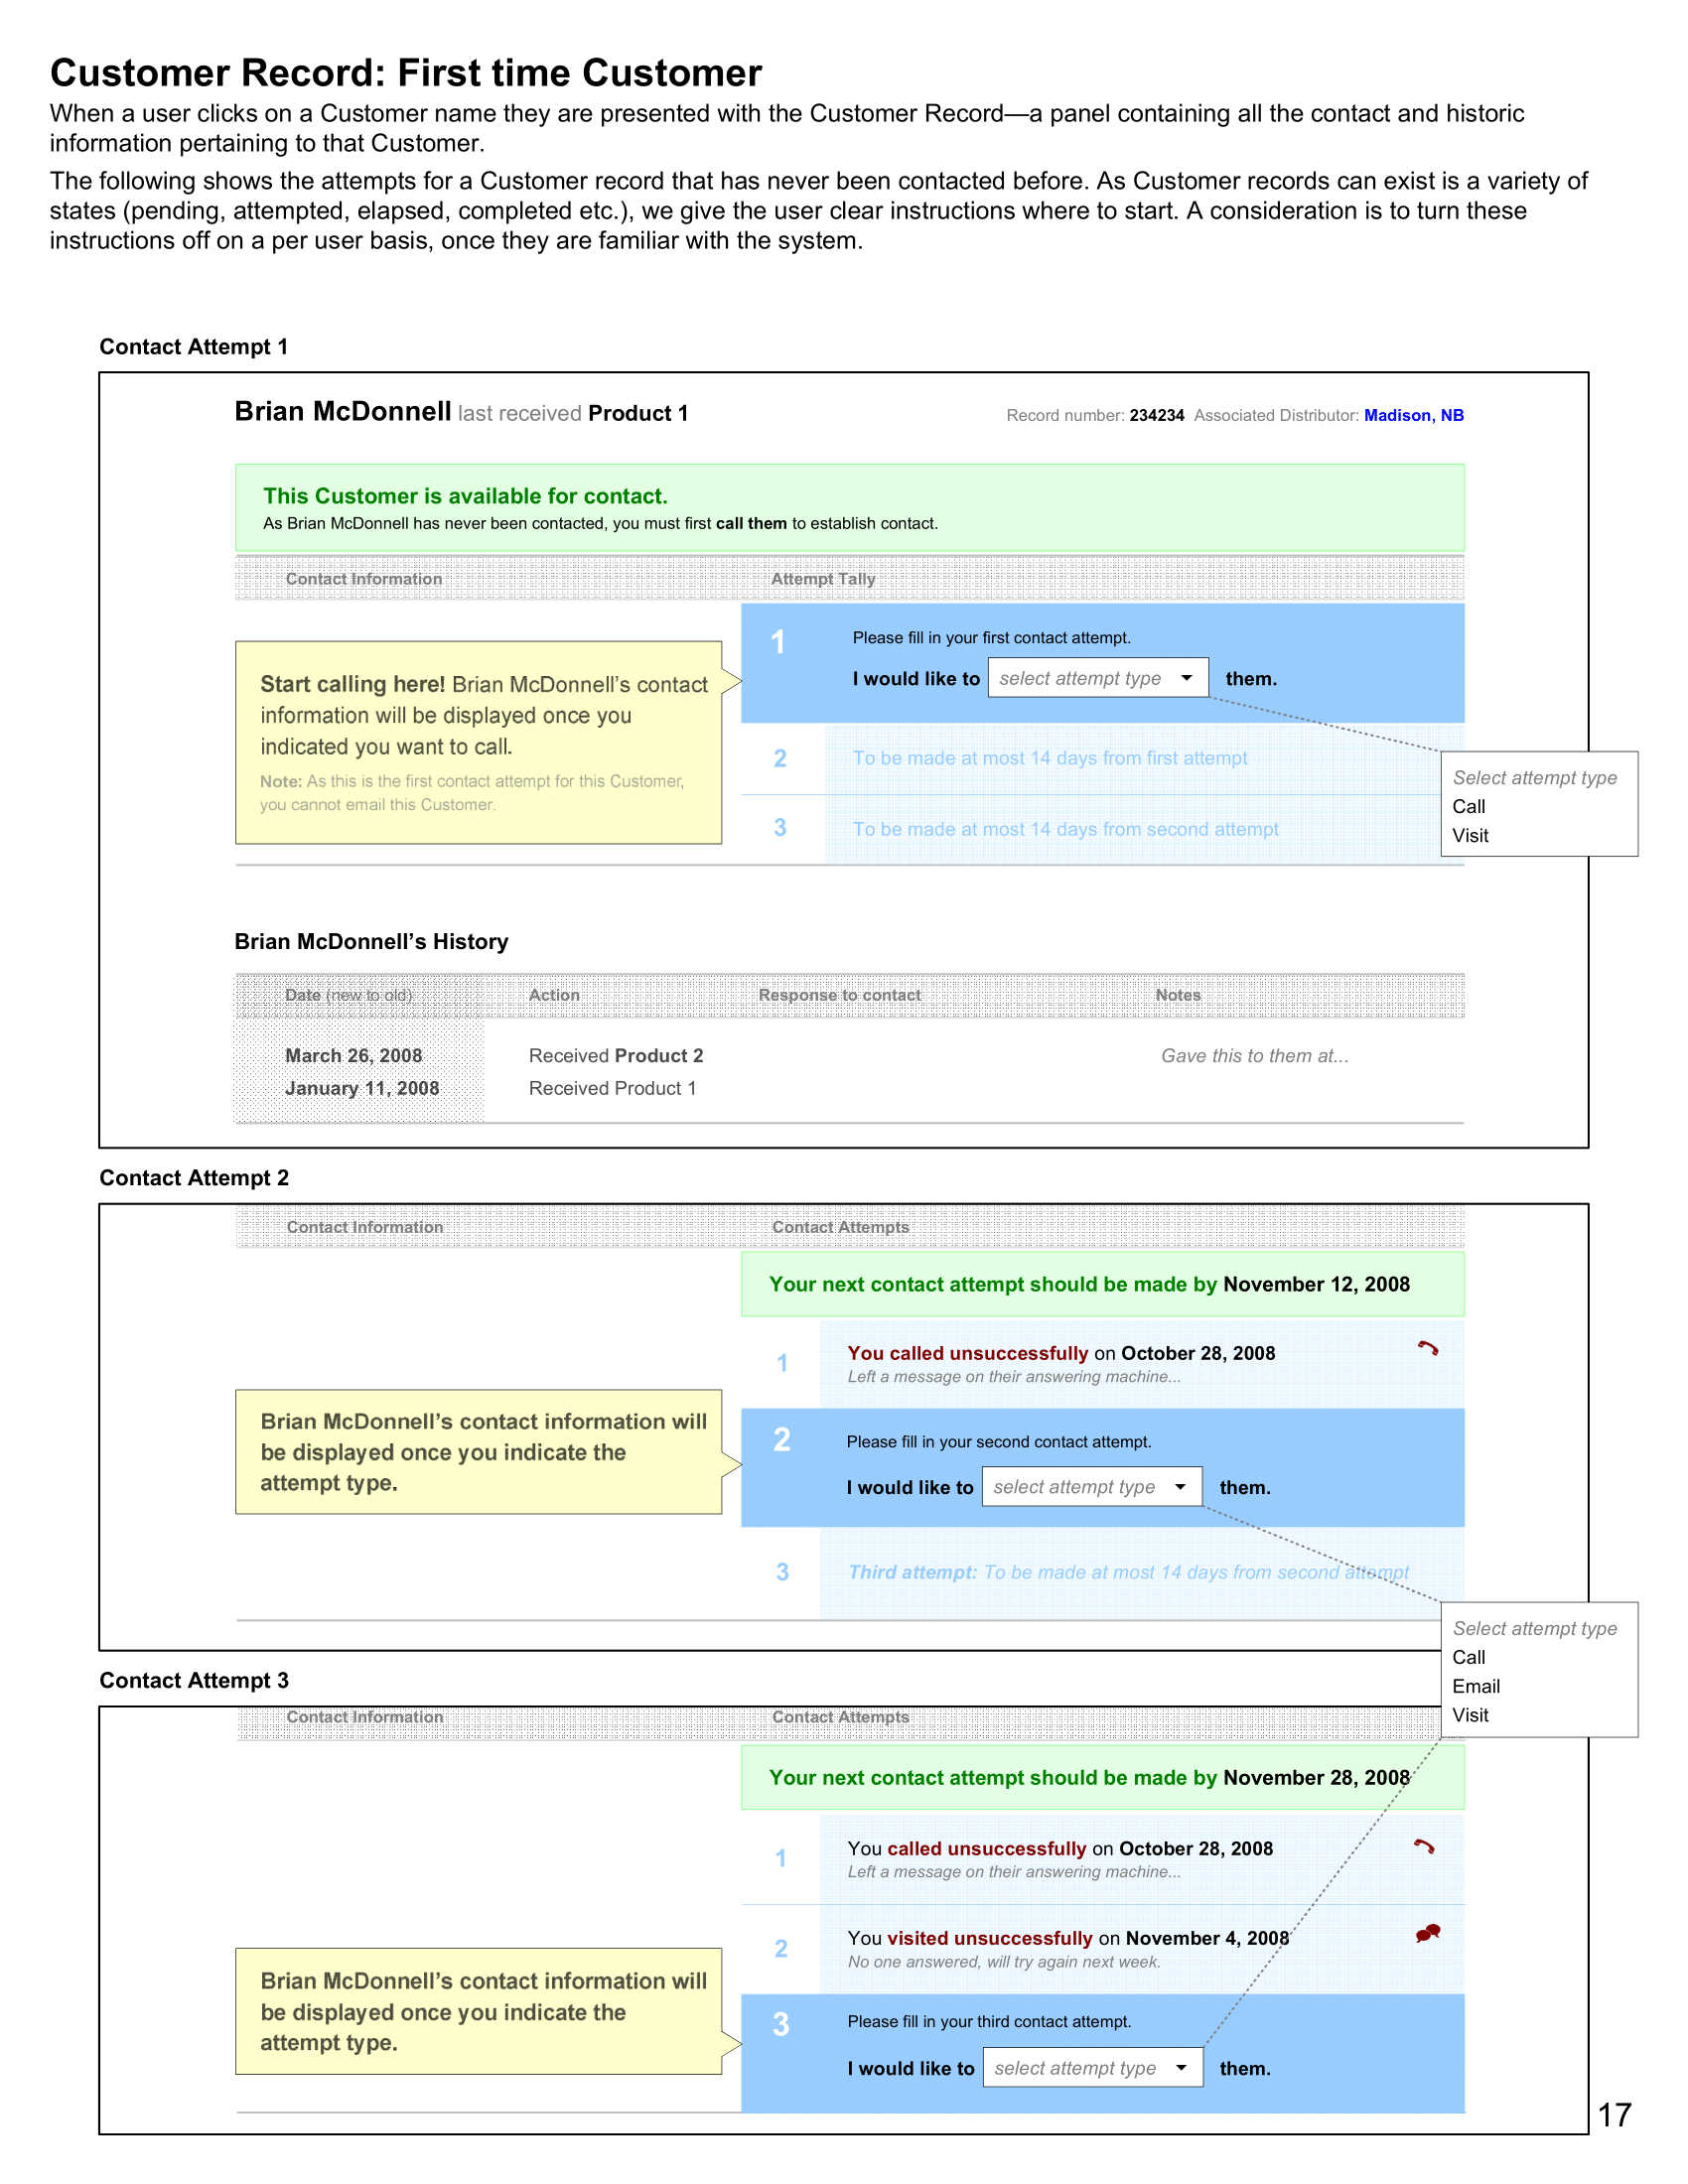 Customer Record: First time Customer
When a user clicks on a Customer name they are presented with the Customer Record—a panel containing all the contact and historic
information pertaining to that Customer.
The following shows the attempts for a Customer record that has never been contacted before. As Customer records can exist is a variety of
states (pending, attempted, elapsed, completed etc.), we give the user clear instructions where to start. A consideration is to turn these
instructions off on a per user basis, once they are familiar with the system.
Contact Attempt 1
Brian McDonnell last received Product 1
Record number: 234234 Associated Distributor: Madison, NB
This Customer is available for contact.
As Brian McDonnell has never been contacted, you must first call them to establish contact.
Contact Information
Attempt Tally
Start calling here! Brian McDonnell's contact
information will be displayed once you
indicated you want to call.
Note: As this is the first contact attempt for this Customer,
you cannot email this Customer.
1
Please fill in your first contact attempt.
I would like to select attempt type them.
2 To be made at most 14 days from first attempt
3 To be made at most 14 days from second attempt
Select attempt type
Call
Visit
Brian McDonnell's History
Date (new to old) Action Response to contact Notes
March 26, 2008 Received Product 2 Gave this to them at...
January 11, 2008 Received Product 1
Contact Attempt 2
Contact Information
Contact Attempts
Your next contact attempt should be made by November 12, 2008
1
You called unsuccessfully on October 28, 2008
Left a message on their answering machine...
Brian McDonnell's contact information will
be displayed once you indicate the
attempt type.
2
Please fill in your second contact attempt.
I would like to select attempt type them.
3 Third attempt: To be made at most 14 days from second attempt
Select attempt type
Call
Email
Visit
Contact Attempt 3
Contact Information
Contact Attempts
Your next contact attempt should be made by November 28, 2008
1
You called unsuccessfully on October 28, 2008
Left a message on their answering machine...
2
You visited unsuccessfully on November 4, 2008
No one answered, will try again next week.
Brian McDonnell's contact information will
be displayed once you indicate the
attempt type.
3
Please fill in your third contact attempt.
I would like to select attempt type them.
17